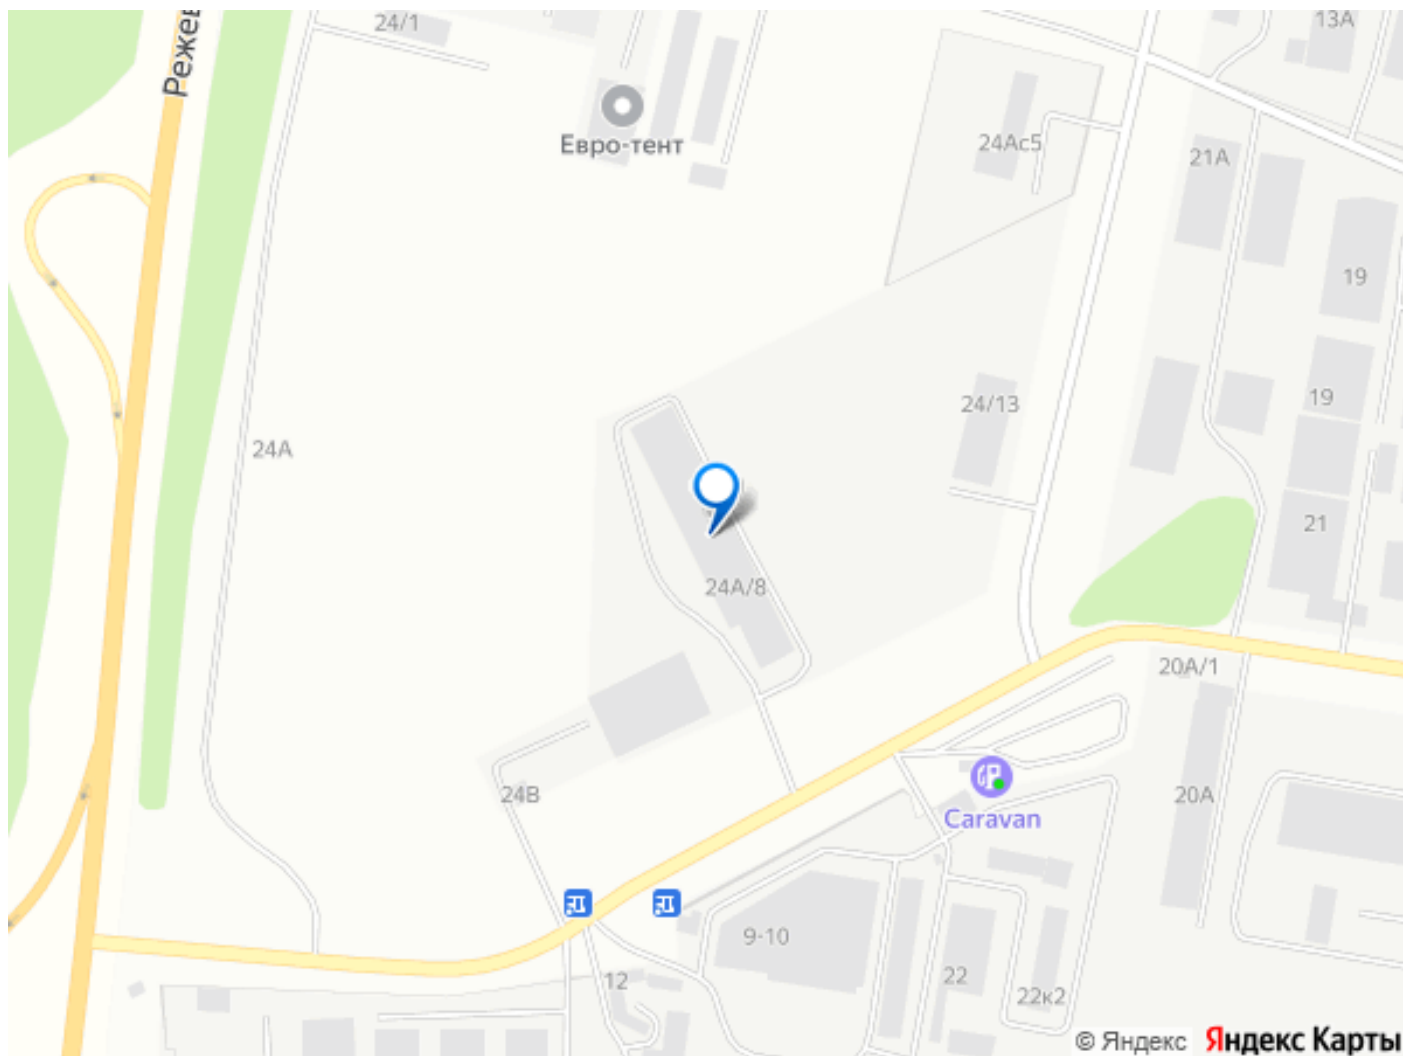 24/1
13А
Режев
Евро-тент
24Ас5
21А
19
24/13
19
24А
21
24А/8
20А/1
24В
20А
Caravan
9-10
12
22
22к2
© Яндекс Яндекс Карты